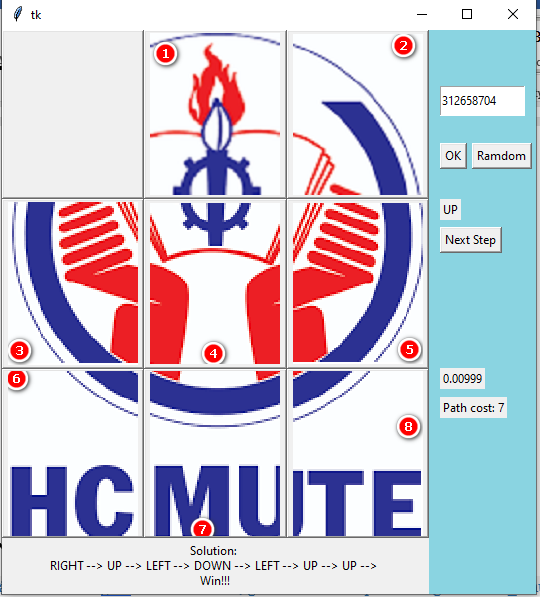 tk
1
2
312658704
OK Ramdom
UP
Next Step
3
4
5
6
0.00999
Path cost: 7
8
HC MUTE
7
Solution:
RIGHT --> UP --> LEFT --> DOWN --> LEFT --> UP --> UP -->
Win!!!